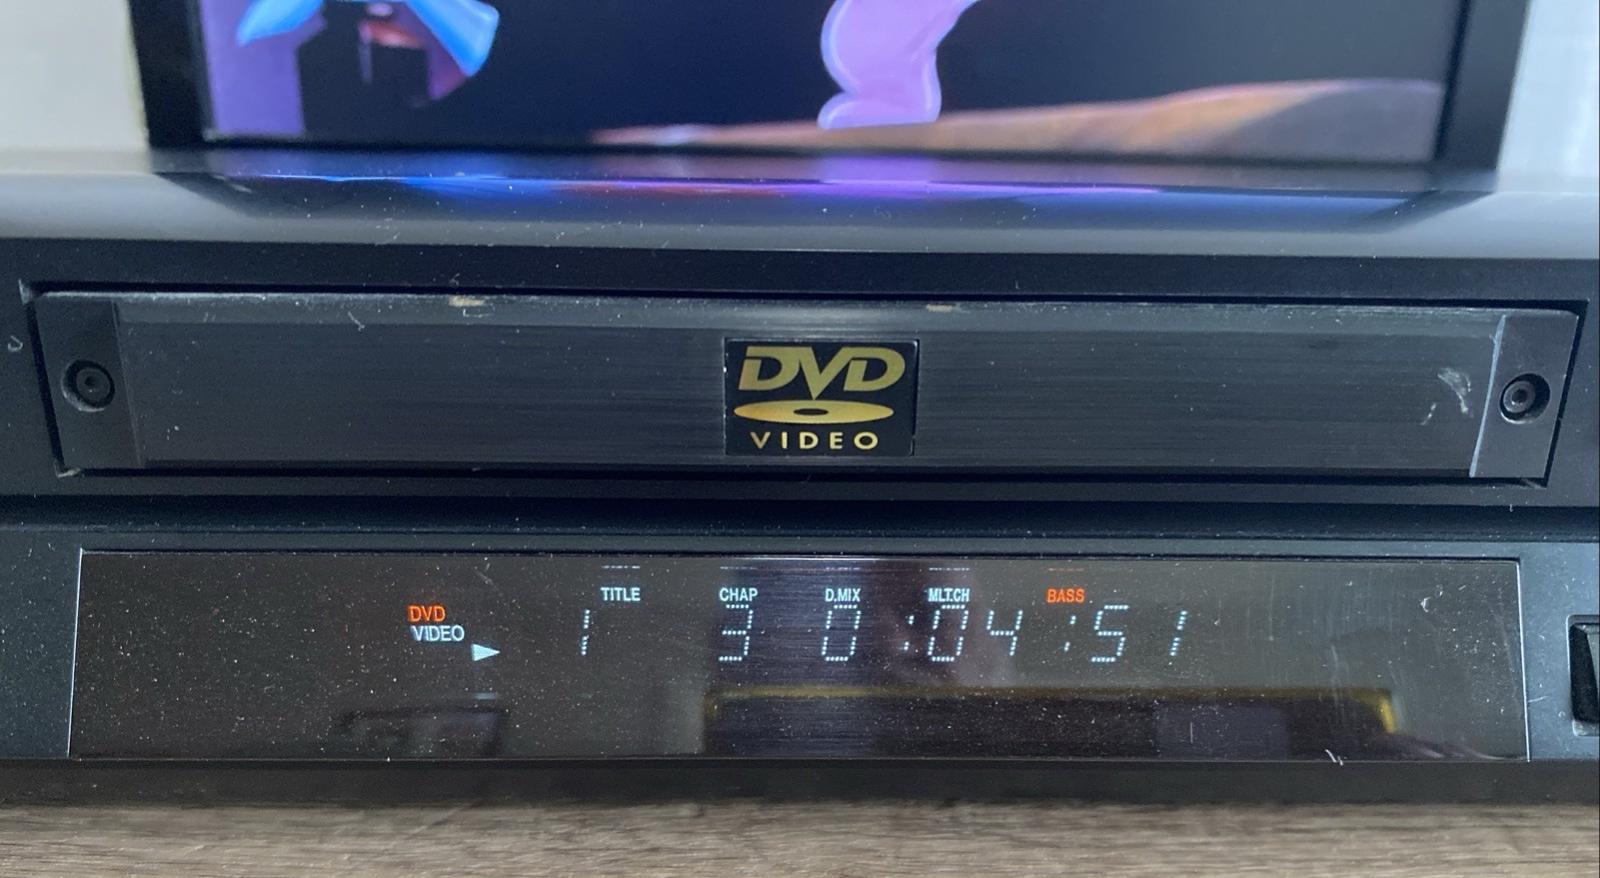 DVD
VIDEO
TITLE CHAP D.MIX MLT.CH BASS
DVD
VIDEO
1 3 0:04:51